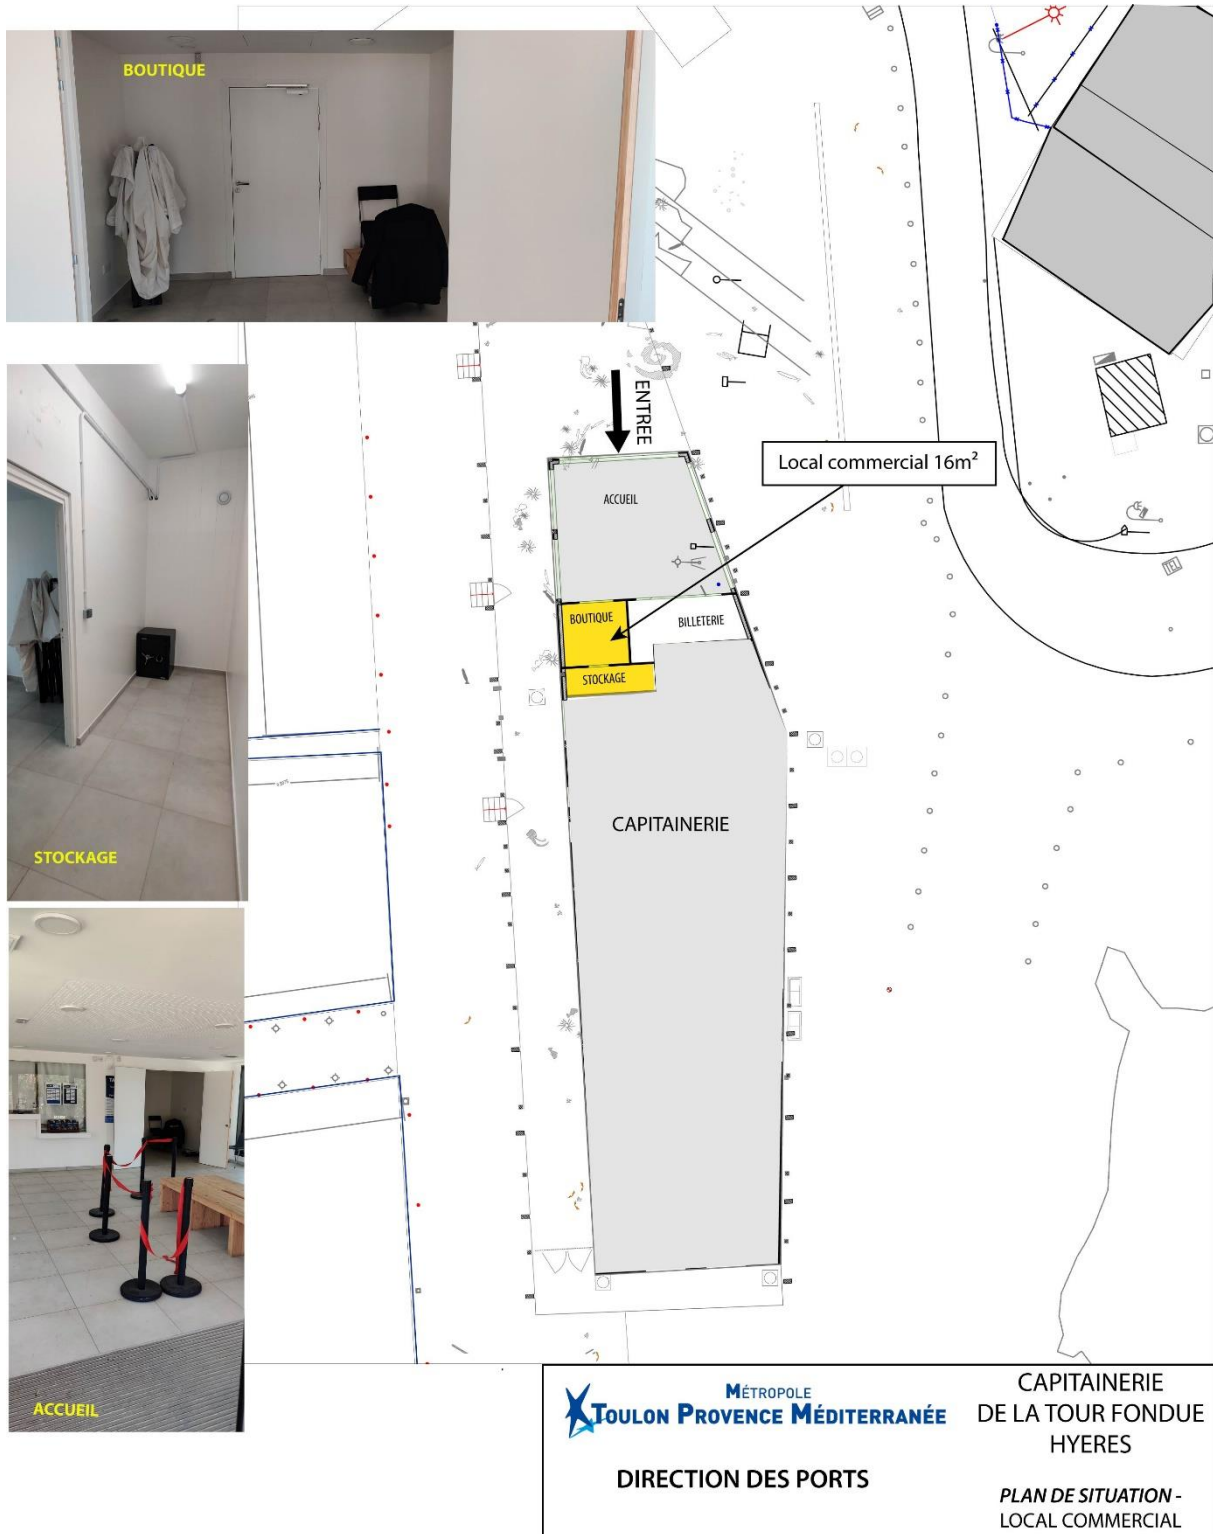 BOUTIQUE
ENTREE
Local commercial 16m²
ACCUEIL
BOUTIQUE
BILLETERIE
STOCKAGE
TEL
CAPITAINERIE
STOCKAGE
ACCUEIL
MÉTROPOLE
TOULON PROVENCE MÉDITERRANÉE
DIRECTION DES PORTS
CAPITAINERIE
DE LA TOUR FONDUE
HYERES
PLAN DE SITUATION -
LOCAL COMMERCIAL